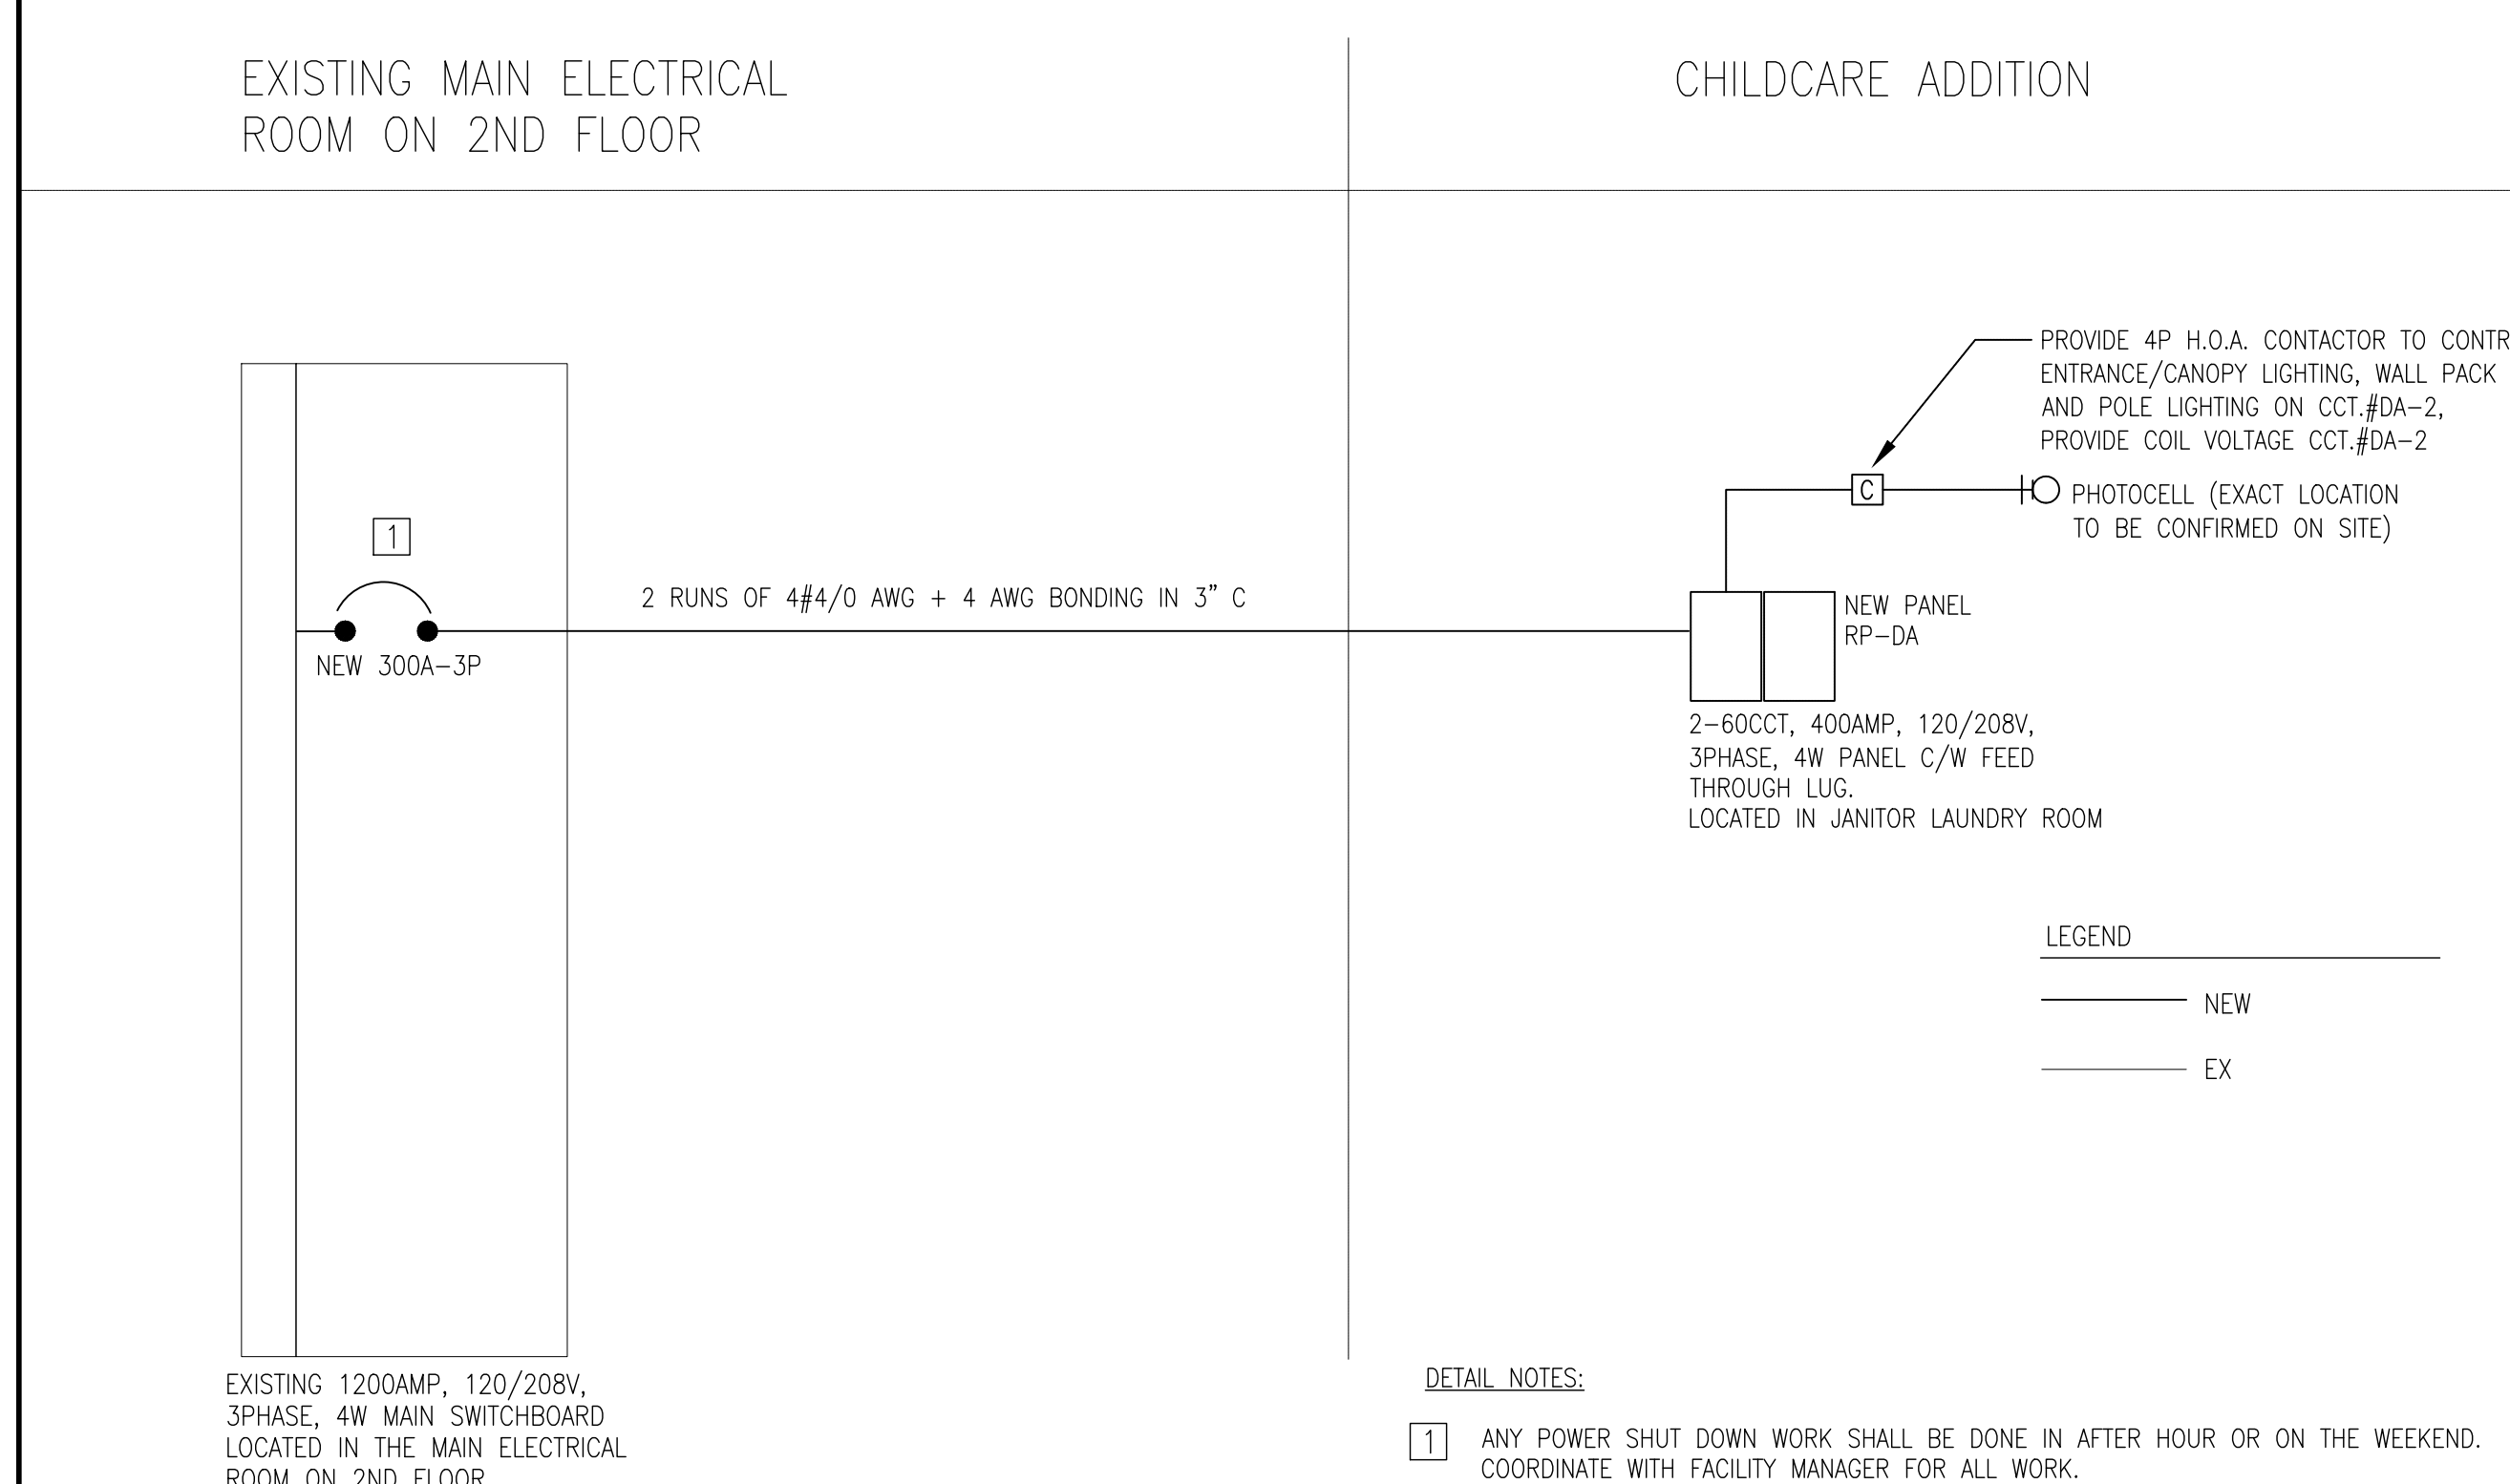 EXISTING MAIN ELECTRICAL
ROOM ON 2ND FLOOR
CHILDCARE ADDITION
PROVIDE 4P H.O.A. CONTACTOR TO CONTR
ENTRANCE/CANOPY LIGHTING, WALL PACK
AND POLE LIGHTING ON CCT.#DA-2,
PROVIDE COIL VOLTAGE CCT.#DA-2
C
PHOTOCELL (EXACT LOCATION
TO BE CONFIRMED ON SITE)
1
2 RUNS OF 4#4/0 AWG + 4 AWG BONDING IN 3" C
NEW 300A-3P
NEW PANEL
RP-DA
2-60CCT, 400AMP, 120/208V,
3PHASE, 4W PANEL C/W FEED
THROUGH LUG.
LOCATED IN JANITOR LAUNDRY ROOM
LEGEND
NEW
EX
EXISTING 1200AMP, 120/208V,
3PHASE, 4W MAIN SWITCHBOARD
LOCATED IN THE MAIN ELECTRICAL
ROOM ON 2ND FLOOR
DETAIL NOTES:
1 ANY POWER SHUT DOWN WORK SHALL BE DONE IN AFTER HOUR OR ON THE WEEKEND.
COORDINATE WITH FACILITY MANAGER FOR ALL WORK.